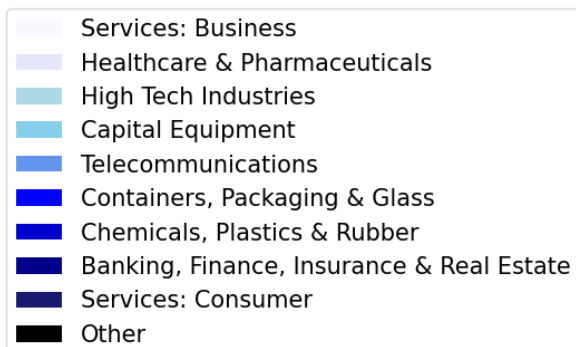 Services: Business
Healthcare & Pharmaceuticals
High Tech Industries
Capital Equipment
Telecommunications
Containers, Packaging & Glass
Chemicals, Plastics & Rubber
Banking, Finance, Insurance & Real Estate
Services: Consumer
Other